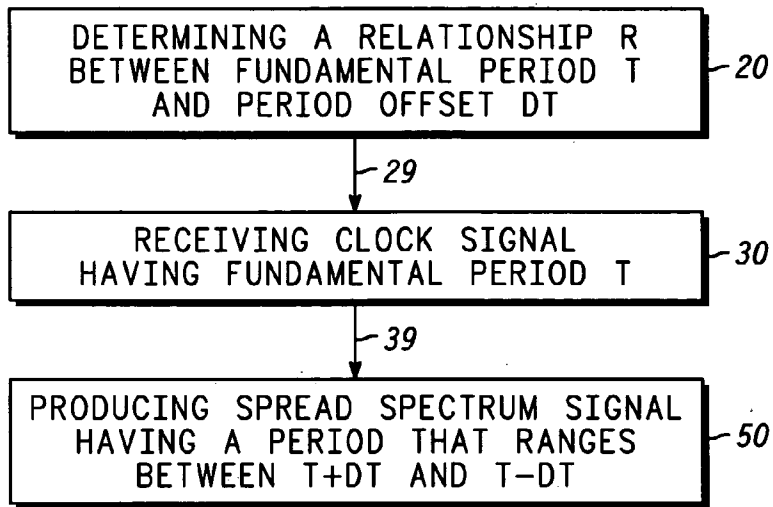 DETERMINING A RELATIONSHIP R
BETWEEN FUNDAMENTAL PERIOD T
AND PERIOD OFFSET DT
20
29
RECEIVING CLOCK SIGNAL
HAVING FUNDAMENTAL PERIOD T
30
39
PRODUCING SPREAD SPECTRUM SIGNAL
HAVING A PERIOD THAT RANGES
BETWEEN T+DT AND T-DT
50